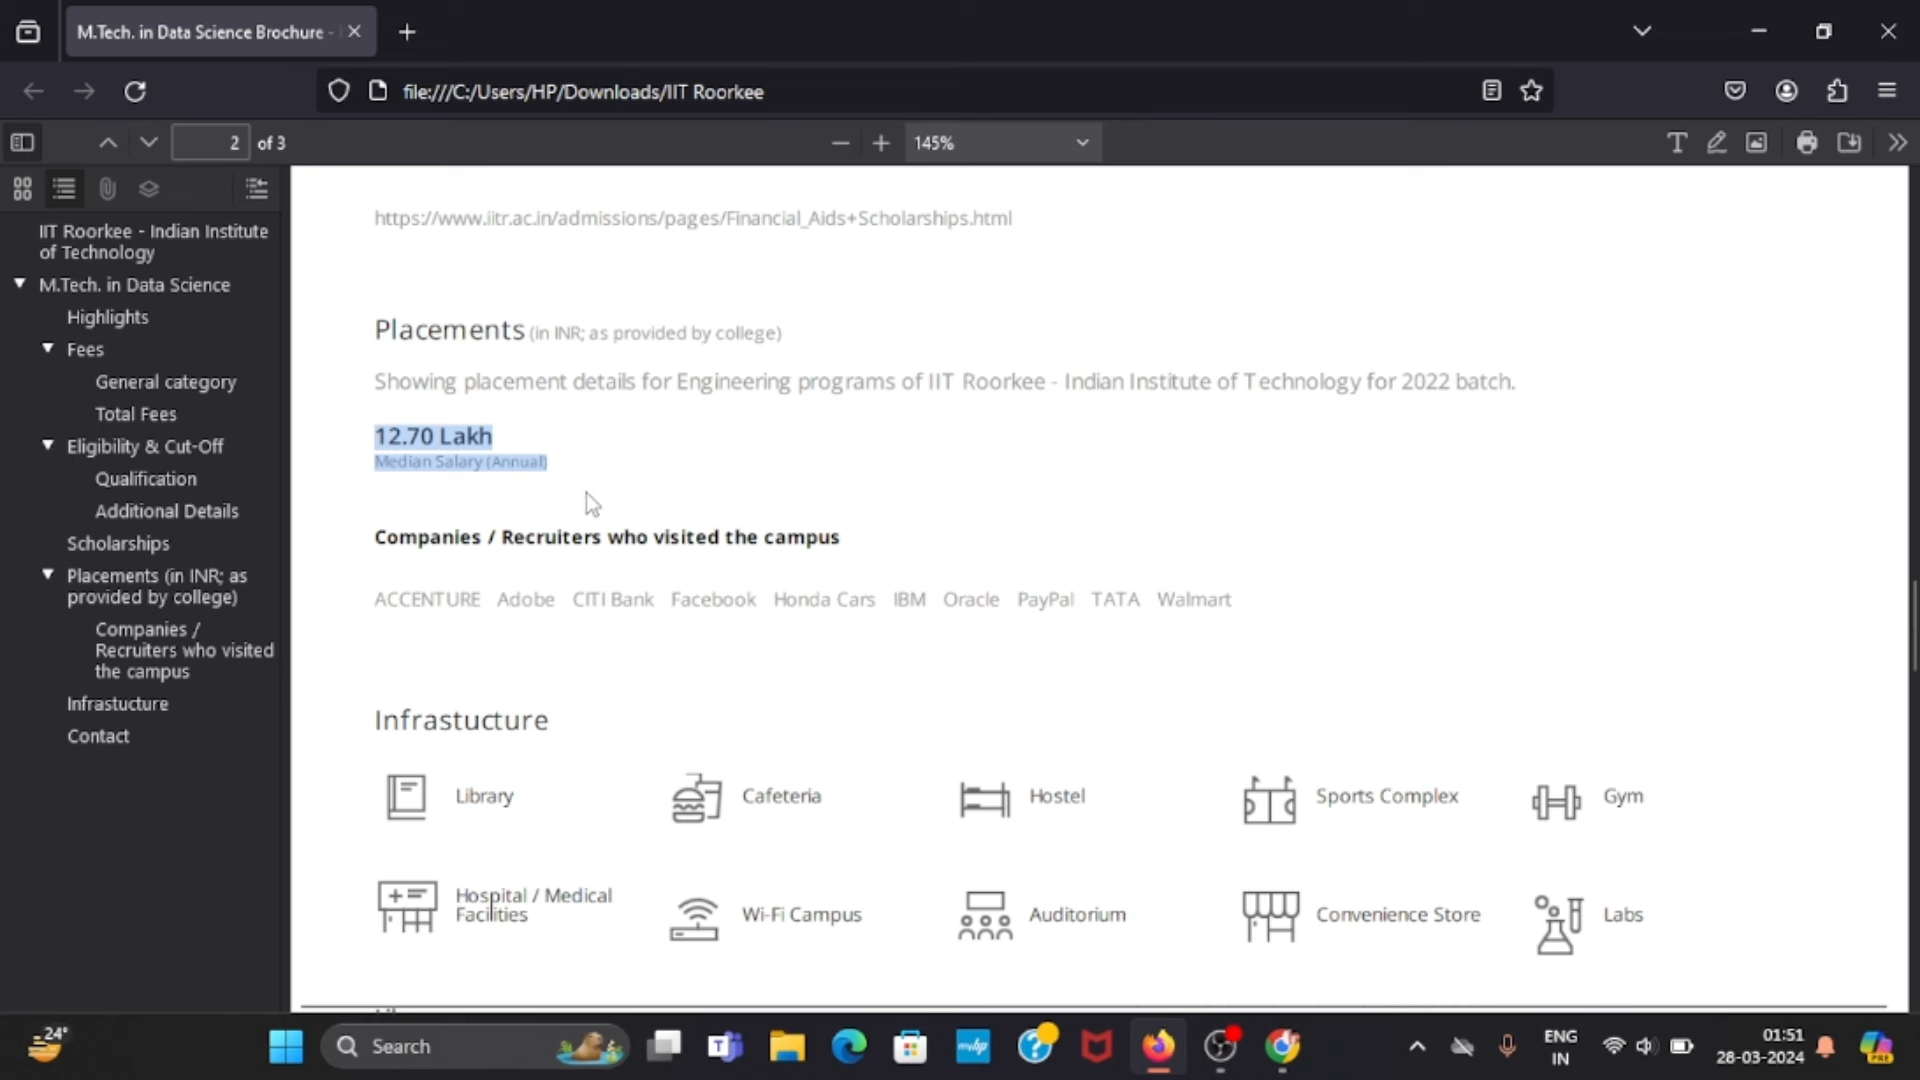 M.Tech. in Data Science Brochure -
file:///C:/Users/HP/Downloads/IIT Roorkee
2 of 3
145%
IIT Roorkee - Indian Institute
of Technology
M.Tech. in Data Science
Highlights
Fees
General category
Total Fees
Eligibility & Cut-Off
Qualification
Additional Details
Scholarships
Placements (in INR; as
provided by college)
Companies /
Recruiters who visited
the campus
Infrastucture
Contact
https://www.iitr.ac.in/admissions/pages/Financial_Aids+Scholarships.html
Placements (in INR; as provided by college)
Showing placement details for Engineering programs of IIT Roorkee - Indian Institute of Technology for 2022 batch.
12.70 Lakh
Median Salary (Annual)
Companies / Recruiters who visited the campus
ACCENTURE Adobe CITI Bank Facebook Honda Cars IBM Oracle PayPal TATA Walmart
Infrastucture
Library Cafeteria Hostel Sports Complex Gym
Hospital / Medical
Facilities
Wi-Fi Campus Auditorium Convenience Store Labs
24°
Search
myhp
ENG
IN
01:51
28-03-2024
PRE